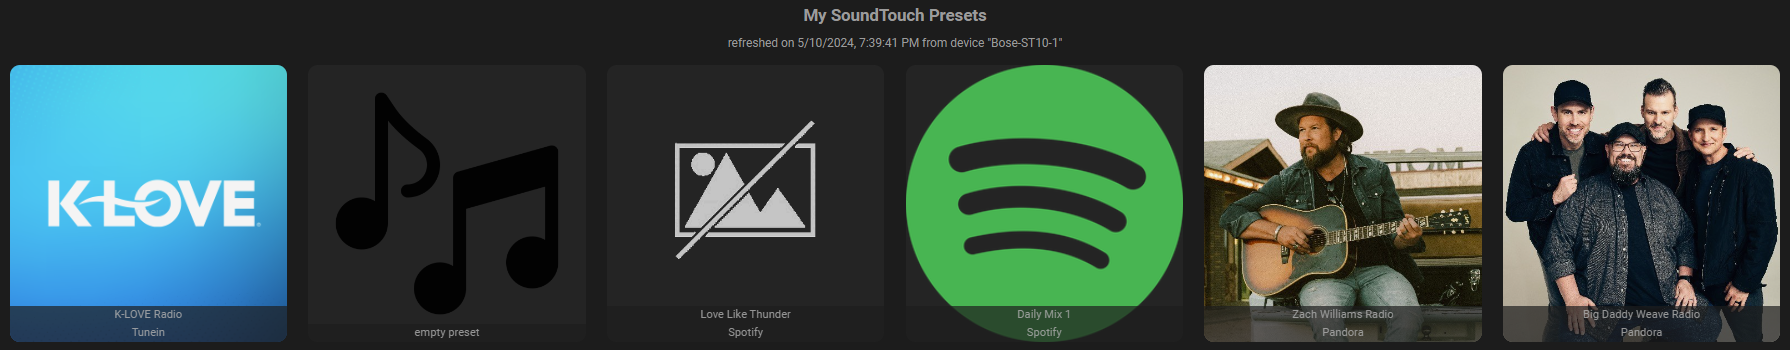 My SoundTouch Presets
refreshed on 5/10/2024, 7:39:41 PM from device "Bose-ST10-1"
K-LOVE
K-LOVE Radio
Tunein
empty preset
Love Like Thunder
Spotify
Daily Mix 1
Spotify
Zach Williams Radio
Pandora
Big Daddy Weave Radio
Pandora